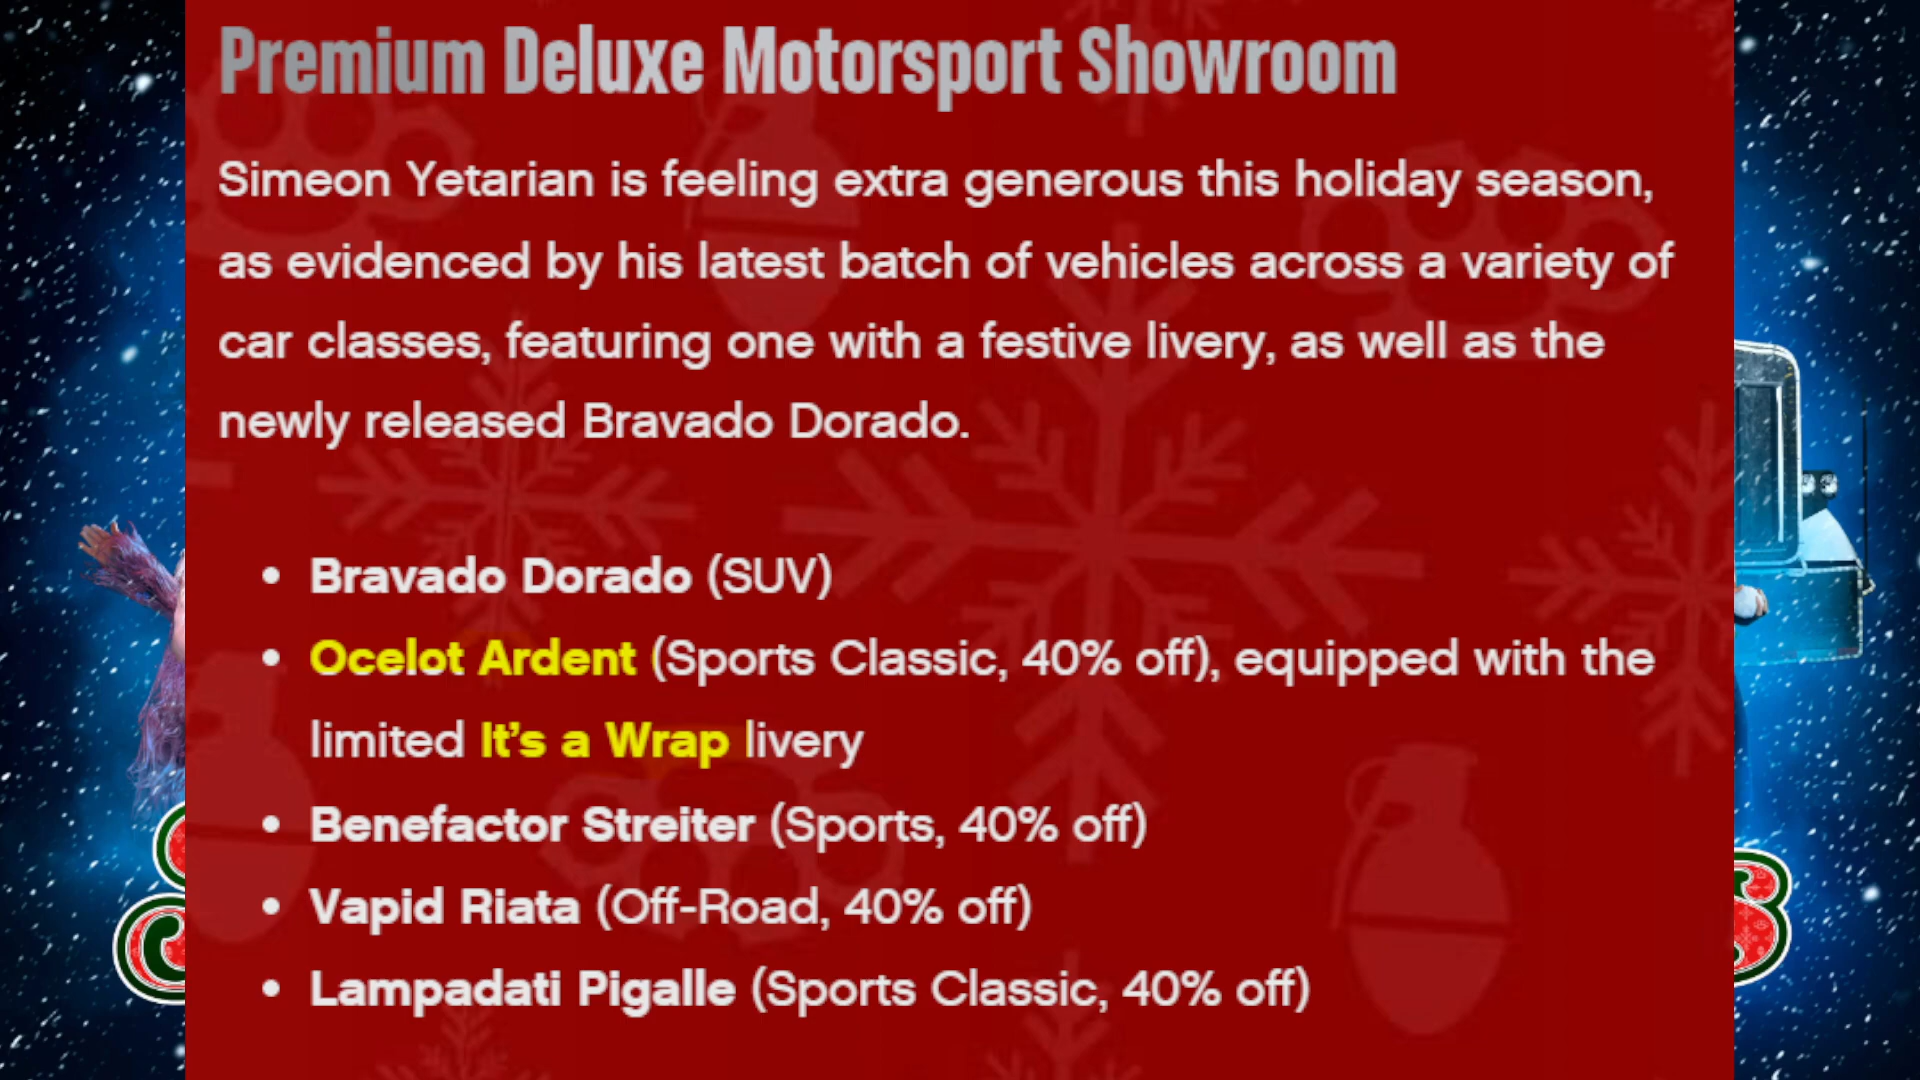 Premium Deluxe Motorsport Showroom
Simeon Yetarian is feeling extra generous this holiday season,
as evidenced by his latest batch of vehicles across a variety of
car classes, featuring one with a festive livery, as well as the
newly released Bravado Dorado.
• Bravado Dorado (SUV)
• Ocelot Ardent (Sports Classic, 40% off), equipped with the
limited It’s a Wrap livery
• Benefactor Streiter (Sports, 40% off)
• Vapid Riata (Off-Road, 40% off)
• Lampadati Pigalle (Sports Classic, 40% off)